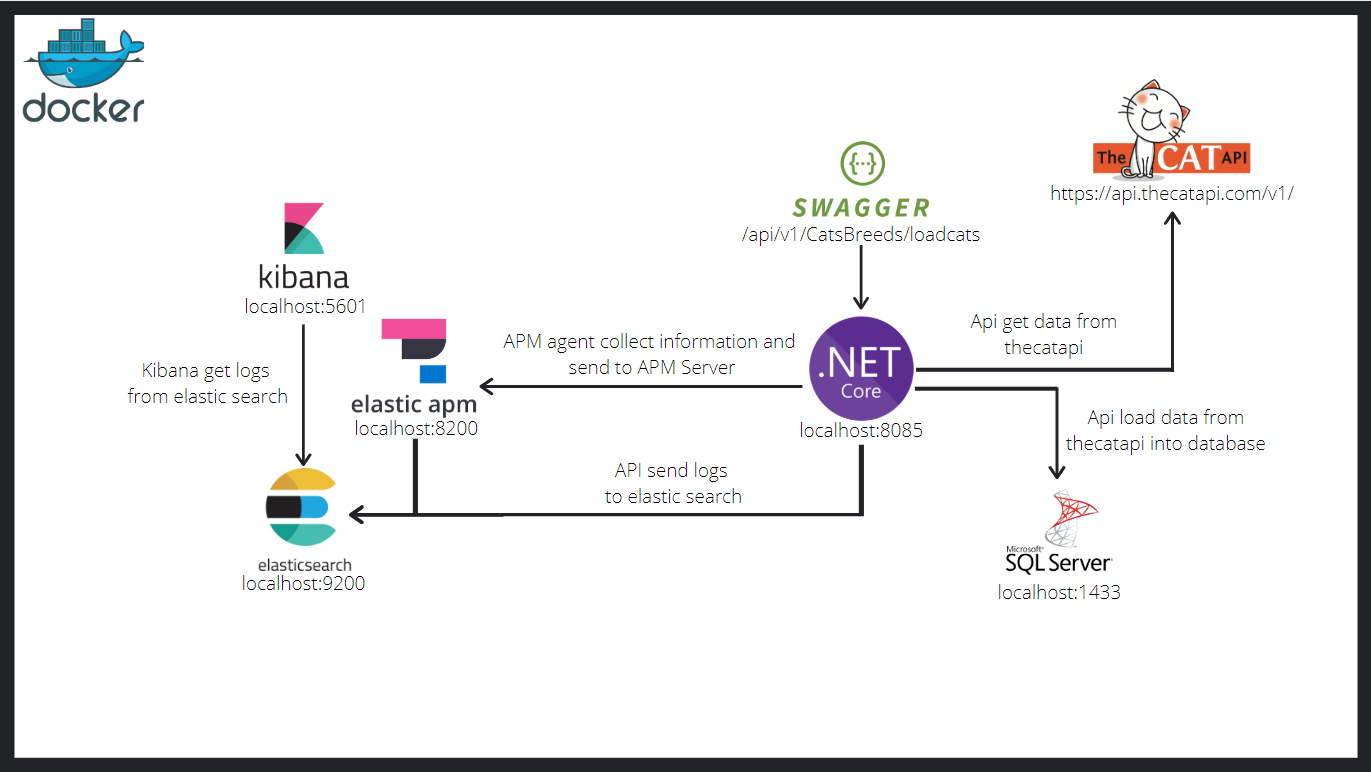 docker
The CAT API
https://api.thecatapi.com/v1/
SWAGGER
/api/v1/CatsBreeds/loadcats
kibana
localhost:5601
Kibana get logs
from elastic search
elastic apm
localhost:8200
APM agent collect information and
send to APM Server
.NET
Core
localhost:8085
Api get data from
thecatapi
Api load data from
thecatapi into database
API send logs
to elastic search
elasticsearch
localhost:9200
Microsoft®
SQL Server®
localhost:1433